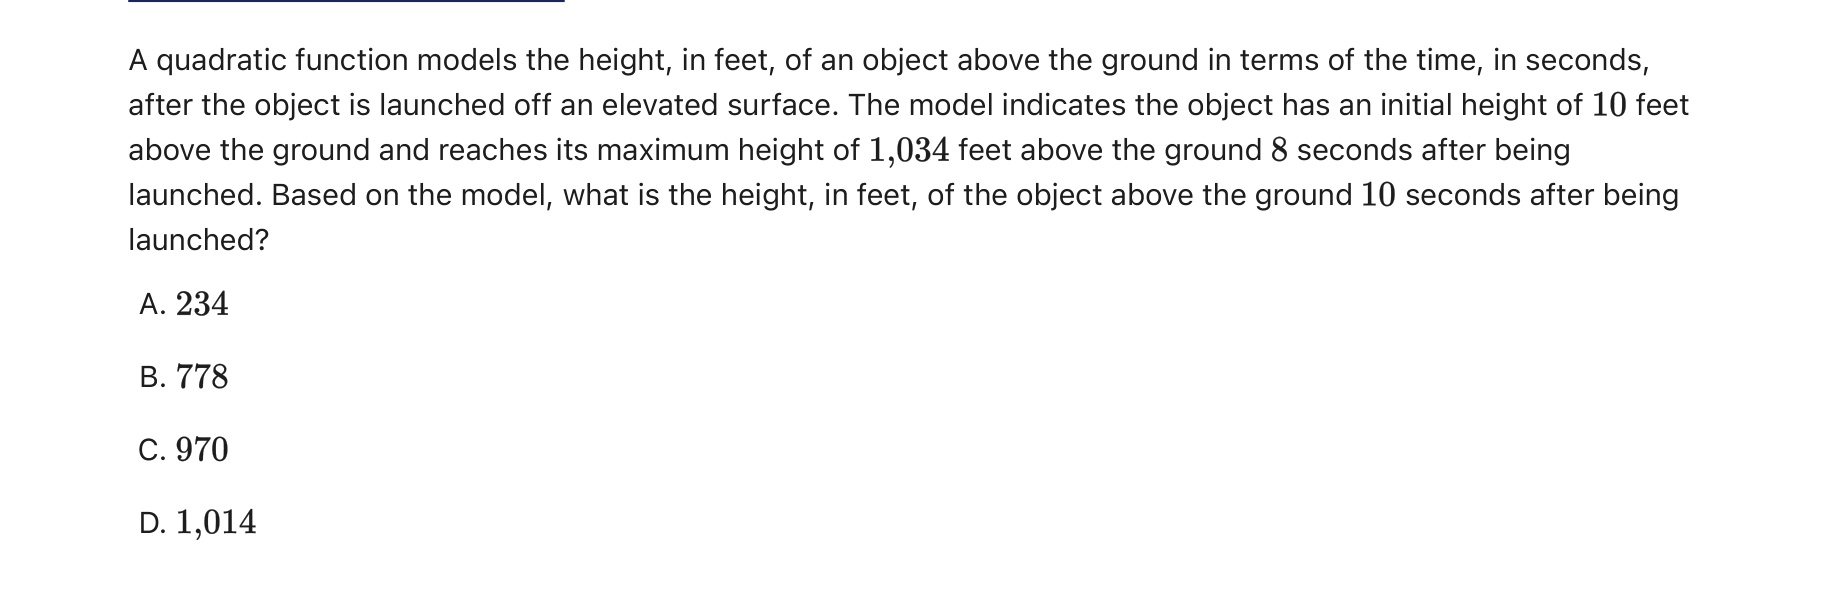 A quadratic function models the height, in feet, of an object above the ground in terms of the time, in seconds,
after the object is launched off an elevated surface. The model indicates the object has an initial height of 10 feet
above the ground and reaches its maximum height of 1,034 feet above the ground 8 seconds after being
launched. Based on the model, what is the height, in feet, of the object above the ground 10 seconds after being
launched?
A. 234
B. 778
C. 970
D. 1,014